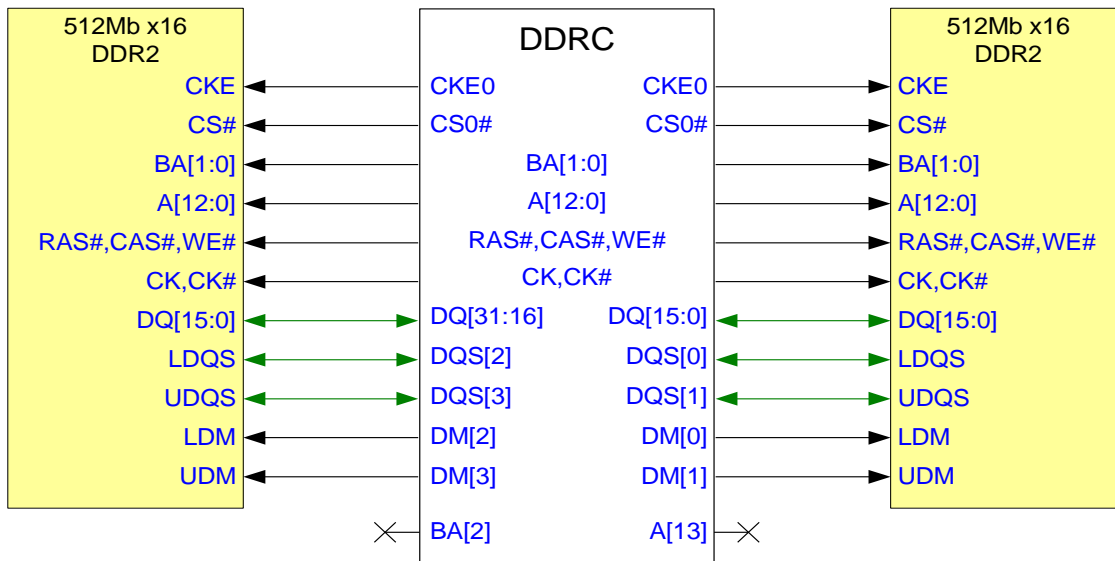 512Mb x16
DDR2
DDRC
512Mb x16
DDR2
CKE CKE0 CKE0 CKE
CS# CS0# CS0# CS#
BA[1:0] BA[1:0] BA[1:0]
A[12:0] A[12:0] A[12:0]
RAS#,CAS#,WE# RAS#,CAS#,WE# RAS#,CAS#,WE#
CK,CK# CK,CK# CK,CK#
DQ[15:0] DQ[31:16] DQ[15:0] DQ[15:0]
LDQS DQS[2] DQS[0] LDQS
UDQS DQS[3] DQS[1] UDQS
LDM DM[2] DM[0] LDM
UDM DM[3] DM[1] UDM
BA[2] A[13]